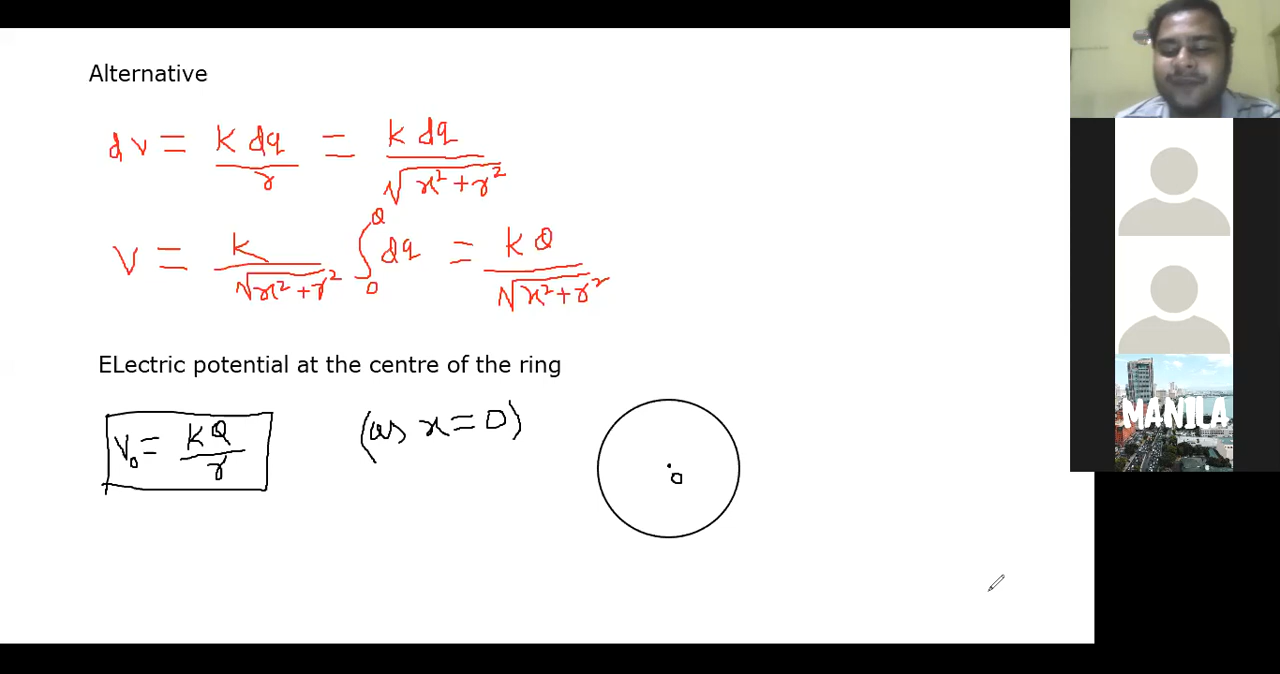 Alternative
dv = K dq / r = K dq / √(x² + r²)
V = K / √(x² + r²) ∫₀^Q dq = KQ / √(x² + r²)
ELectric potential at the centre of the ring
V₀ = KQ / r (as x = 0)
O
MANILA